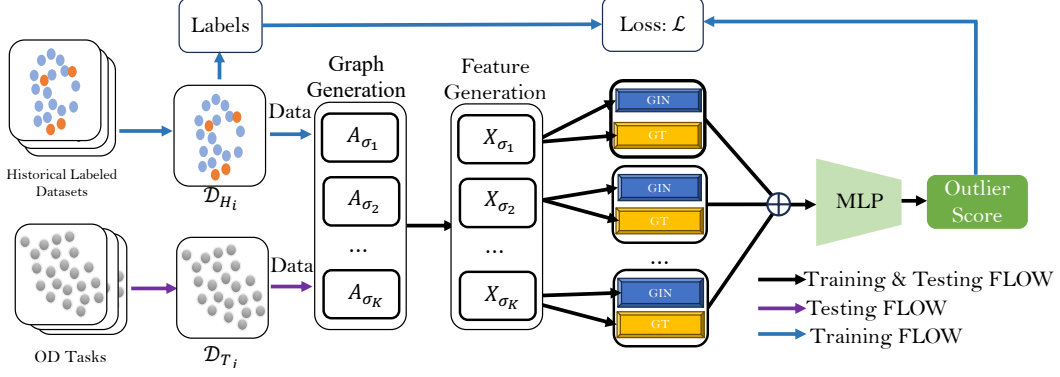 Labels
Loss: ℒ
Historical Labeled
Datasets
𝒟_{H_i}
Data
Graph
Generation
A_{σ_1}
A_{σ_2}
...
A_{σ_K}
Feature
Generation
X_{σ_1}
X_{σ_2}
...
X_{σ_K}
GIN
GT
GIN
GT
...
GIN
GT
MLP
Outlier
Score
OD Tasks
𝒟_{T_i}
Data
Training & Testing FLOW
Testing FLOW
Training FLOW